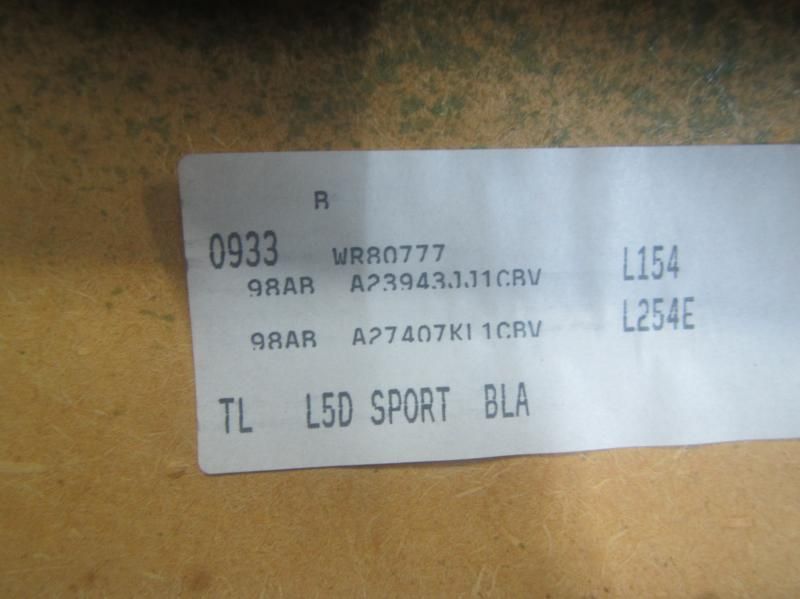 R
0933 WR80777
98AB A23943JJ1CBV L154
98AB A27407KL1CBV L254E
TL L5D SPORT BLA